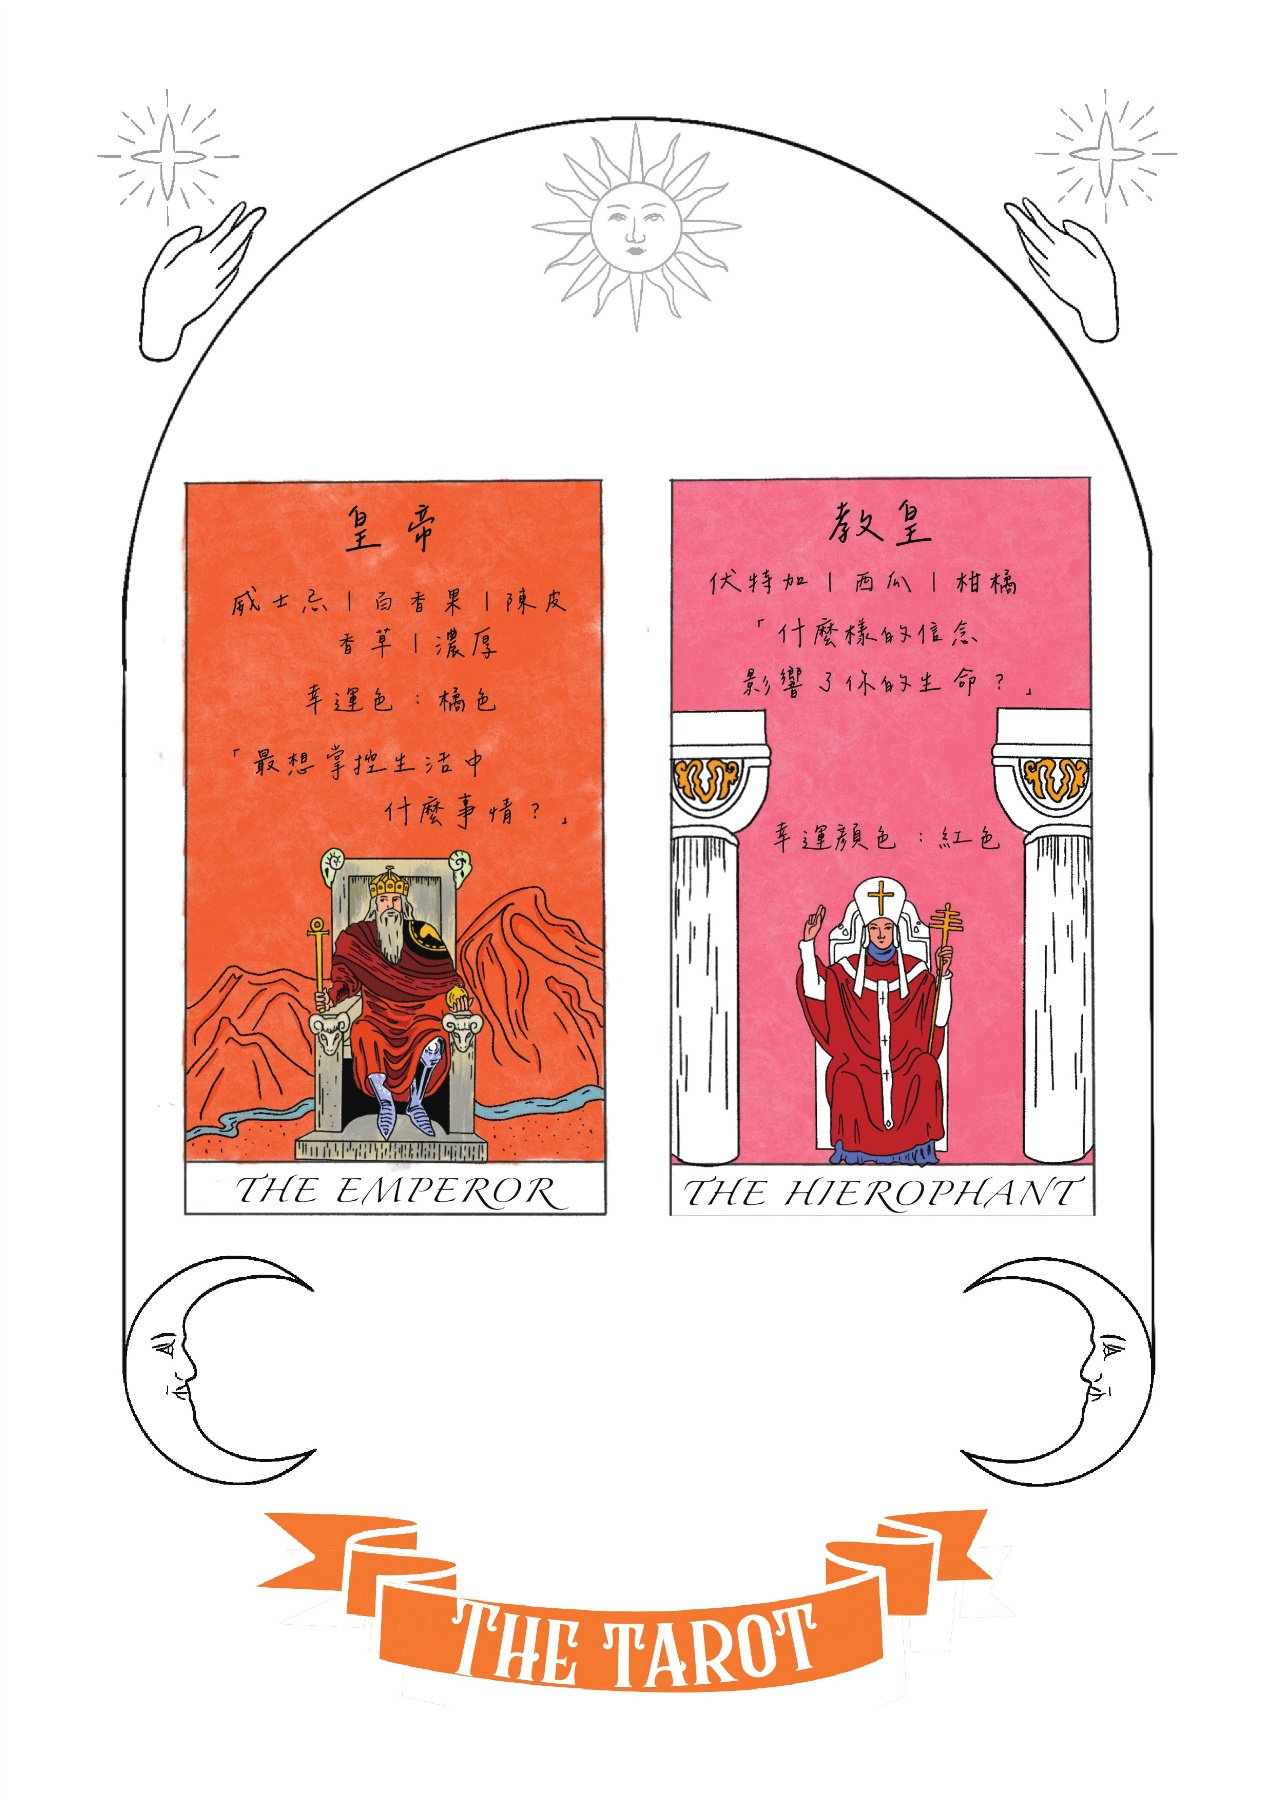 皇帝
威士忌 | 百香果 | 陳皮
香草 | 濃厚
幸運色：橘色
「最想掌控生活中
什麼事情？」
THE EMPEROR
教皇
伏特加 | 西瓜 | 柑橘
「什麼樣的信念
影響了你的生命？」
幸運顏色：紅色
THE HIEROPHANT
THE TAROT